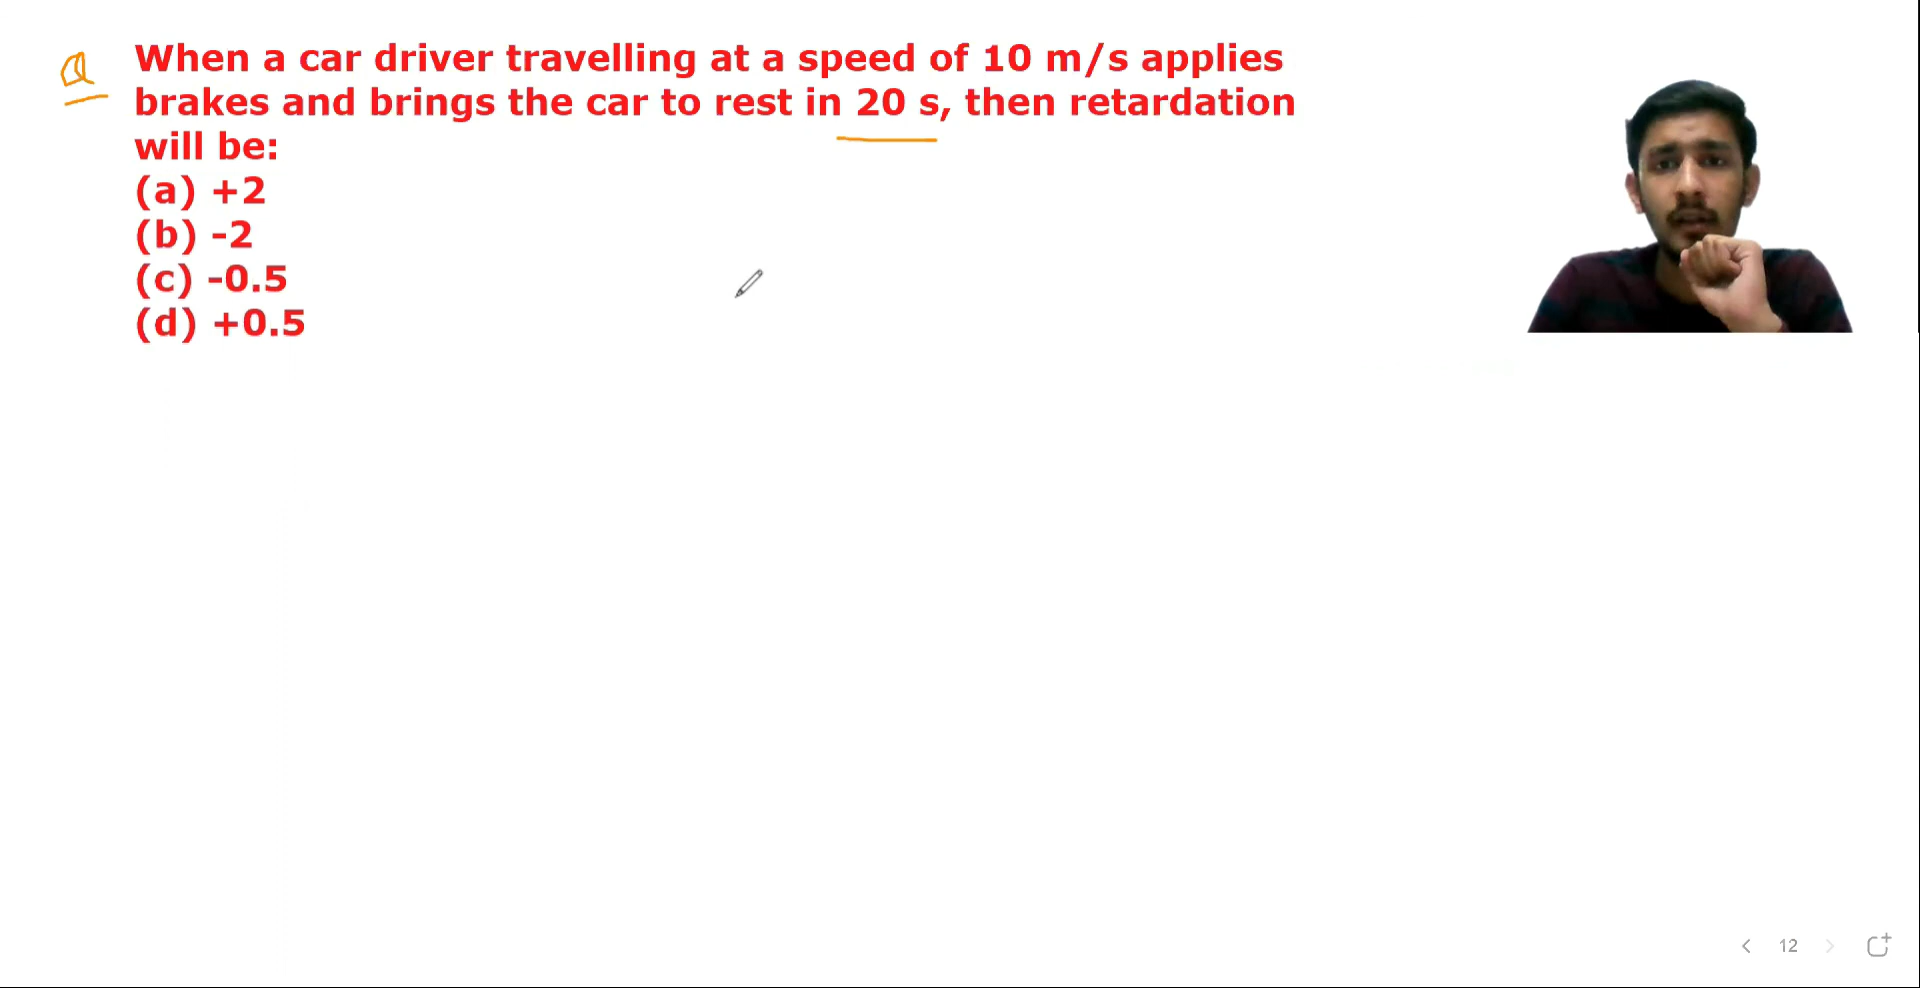 Q When a car driver travelling at a speed of 10 m/s applies
brakes and brings the car to rest in 20 s, then retardation
will be:
(a) +2
(b) -2
(c) -0.5
(d) +0.5
12